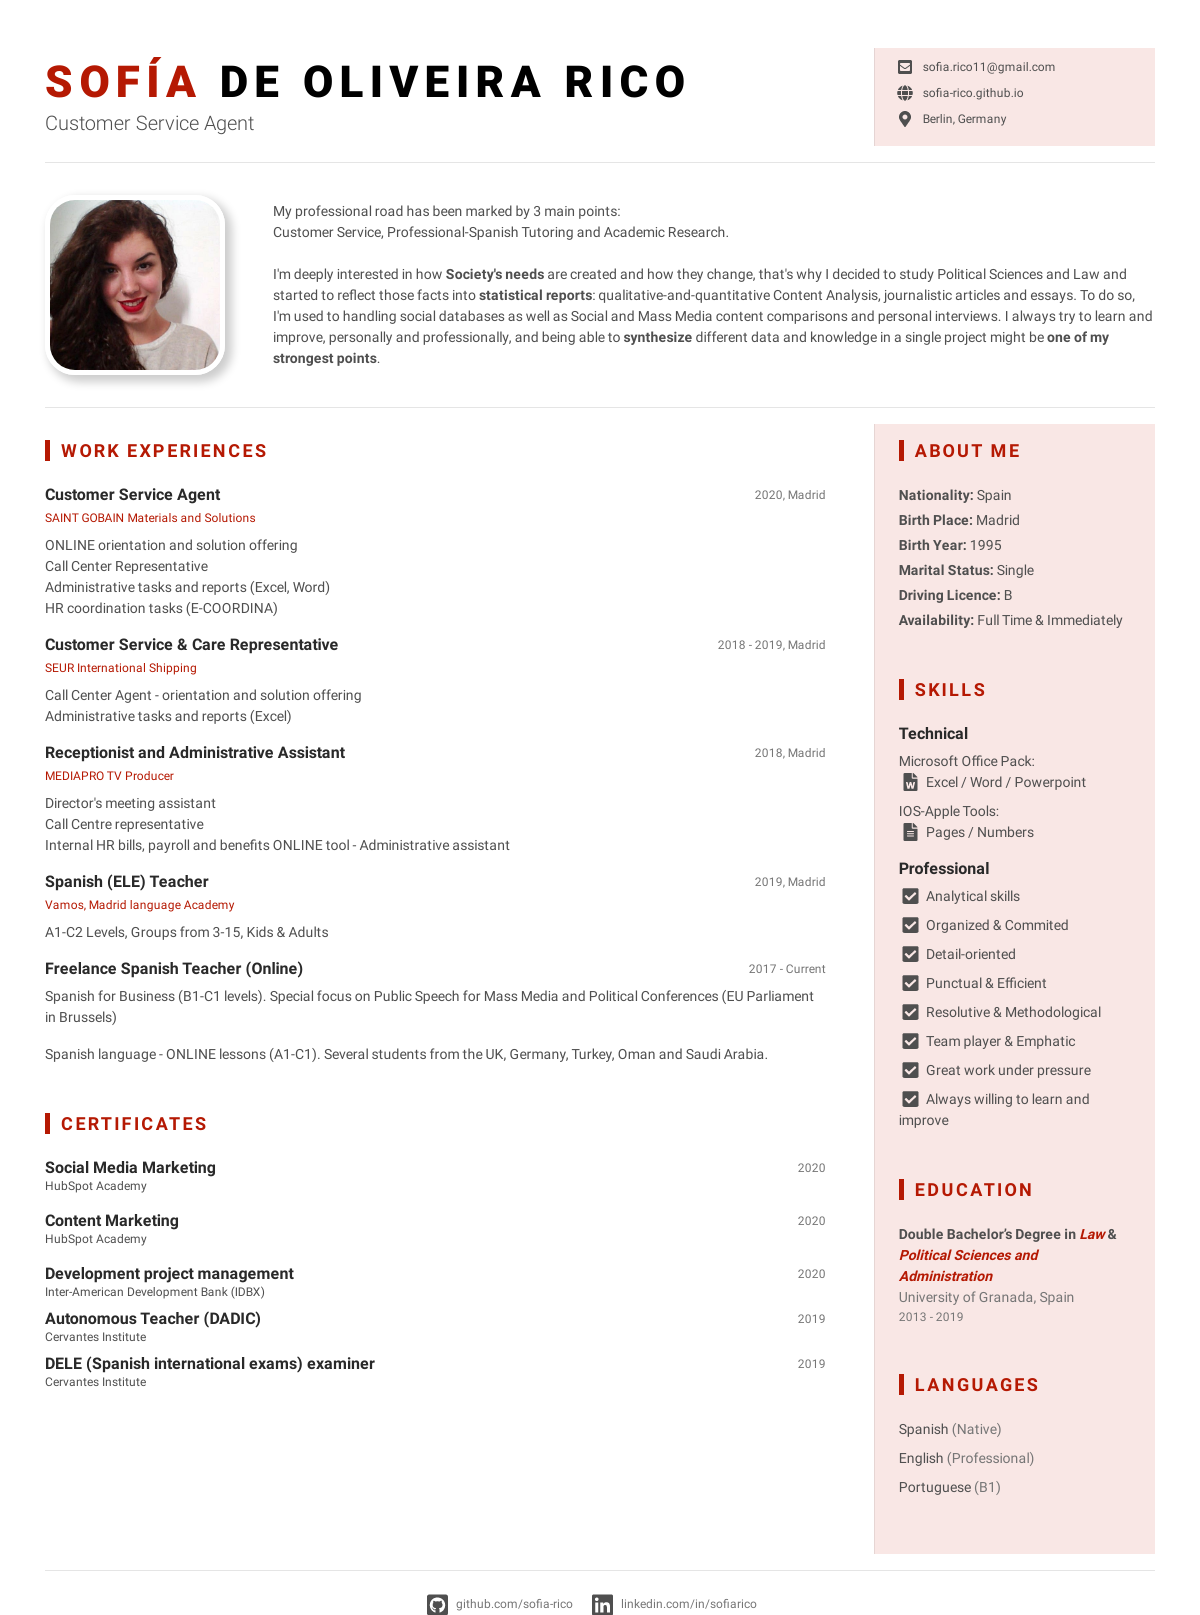 SOFÍA DE OLIVEIRA RICO
Customer Service Agent
sofia.rico11@gmail.com
sofia-rico.github.io
Berlin, Germany
My professional road has been marked by 3 main points:
Customer Service, Professional-Spanish Tutoring and Academic Research.
I'm deeply interested in how Society's needs are created and how they change, that's why I decided to study Political Sciences and Law and
started to reflect those facts into statistical reports: qualitative-and-quantitative Content Analysis, journalistic articles and essays. To do so,
I'm used to handling social databases as well as Social and Mass Media content comparisons and personal interviews. I always try to learn and
improve, personally and professionally, and being able to synthesize different data and knowledge in a single project might be one of my
strongest points.
WORK EXPERIENCES
Customer Service Agent 2020, Madrid
SAINT GOBAIN Materials and Solutions
ONLINE orientation and solution offering
Call Center Representative
Administrative tasks and reports (Excel, Word)
HR coordination tasks (E-COORDINA)
Customer Service & Care Representative 2018 - 2019, Madrid
SEUR International Shipping
Call Center Agent - orientation and solution offering
Administrative tasks and reports (Excel)
Receptionist and Administrative Assistant 2018, Madrid
MEDIAPRO TV Producer
Director's meeting assistant
Call Centre representative
Internal HR bills, payroll and benefits ONLINE tool - Administrative assistant
Spanish (ELE) Teacher 2019, Madrid
Vamos, Madrid language Academy
A1-C2 Levels, Groups from 3-15, Kids & Adults
Freelance Spanish Teacher (Online) 2017 - Current
Spanish for Business (B1-C1 levels). Special focus on Public Speech for Mass Media and Political Conferences (EU Parliament
in Brussels)
Spanish language - ONLINE lessons (A1-C1). Several students from the UK, Germany, Turkey, Oman and Saudi Arabia.
CERTIFICATES
Social Media Marketing 2020
HubSpot Academy
Content Marketing 2020
HubSpot Academy
Development project management 2020
Inter-American Development Bank (IDBX)
Autonomous Teacher (DADIC) 2019
Cervantes Institute
DELE (Spanish international exams) examiner 2019
Cervantes Institute
ABOUT ME
Nationality: Spain
Birth Place: Madrid
Birth Year: 1995
Marital Status: Single
Driving Licence: B
Availability: Full Time & Immediately
SKILLS
Technical
Microsoft Office Pack:
Excel / Word / Powerpoint
IOS-Apple Tools:
Pages / Numbers
Professional
Analytical skills
Organized & Commited
Detail-oriented
Punctual & Efficient
Resolutive & Methodological
Team player & Emphatic
Great work under pressure
Always willing to learn and
improve
EDUCATION
Double Bachelor's Degree in Law &
Political Sciences and
Administration
University of Granada, Spain
2013 - 2019
LANGUAGES
Spanish (Native)
English (Professional)
Portuguese (B1)
github.com/sofia-rico linkedin.com/in/sofiarico